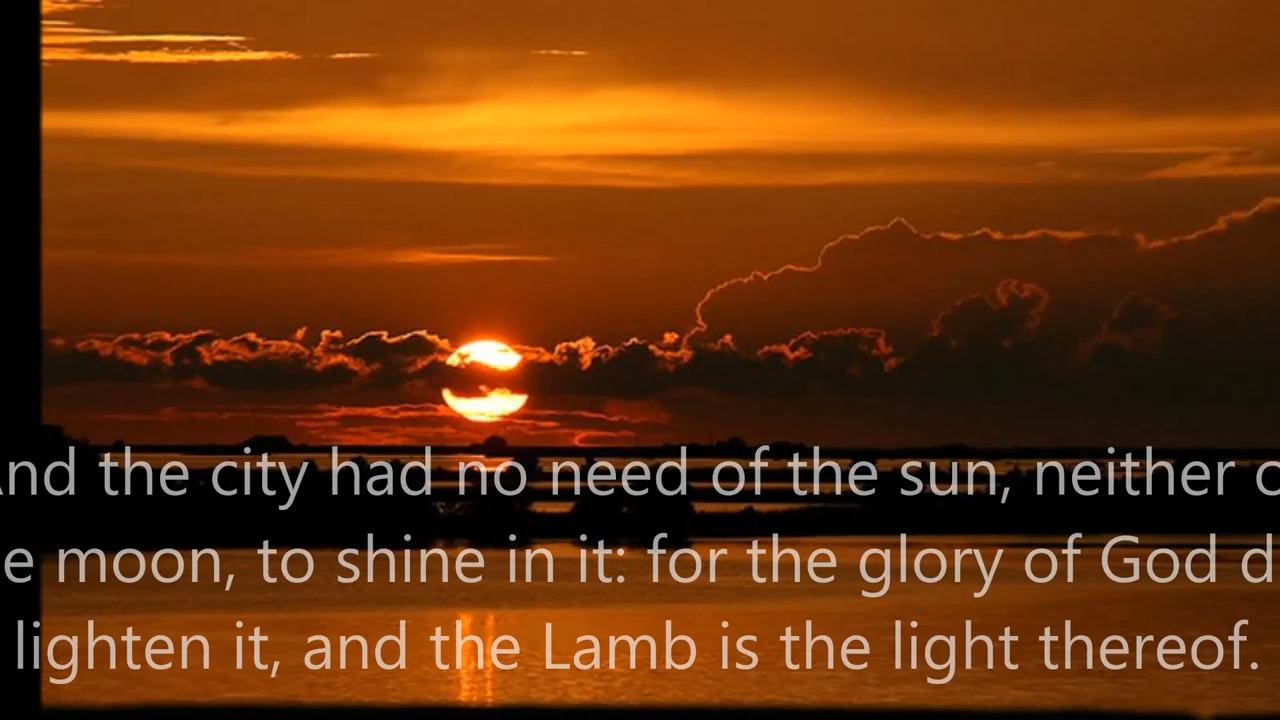 nd the city had no need of the sun, neither o
e moon, to shine in it: for the glory of God d
lighten it, and the Lamb is the light thereof.